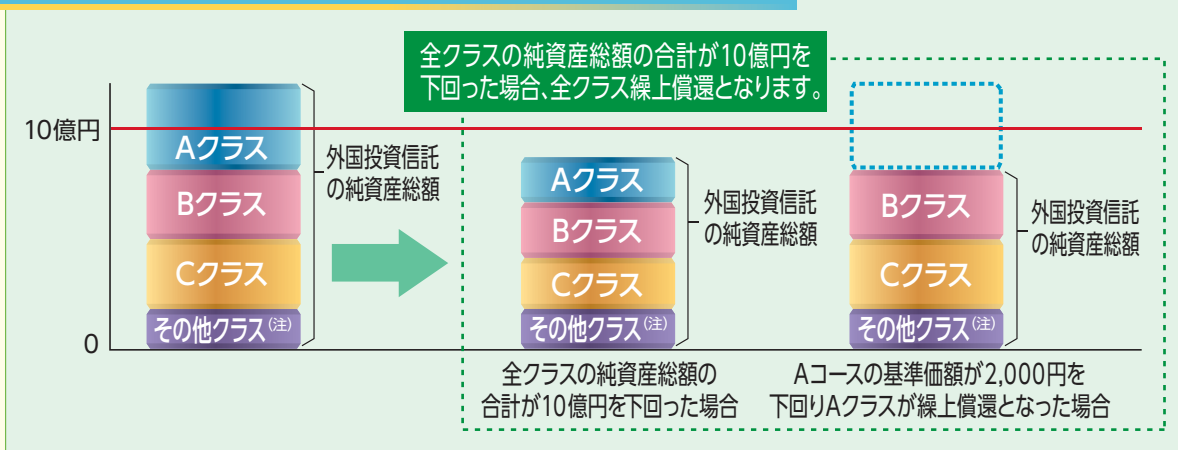 全クラスの純資産総額の合計が10億円を
下回った場合、全クラス繰上償還となります。
10億円
0
Aクラス
Bクラス
Cクラス
その他クラス(注)
外国投資信託
の純資産総額
Aクラス
Bクラス
Cクラス
その他クラス(注)
外国投資信託
の純資産総額
全クラスの純資産総額の
合計が10億円を下回った場合
Bクラス
Cクラス
その他クラス(注)
外国投資信託
の純資産総額
Aコースの基準価額が2,000円を
下回りAクラスが繰上償還となった場合